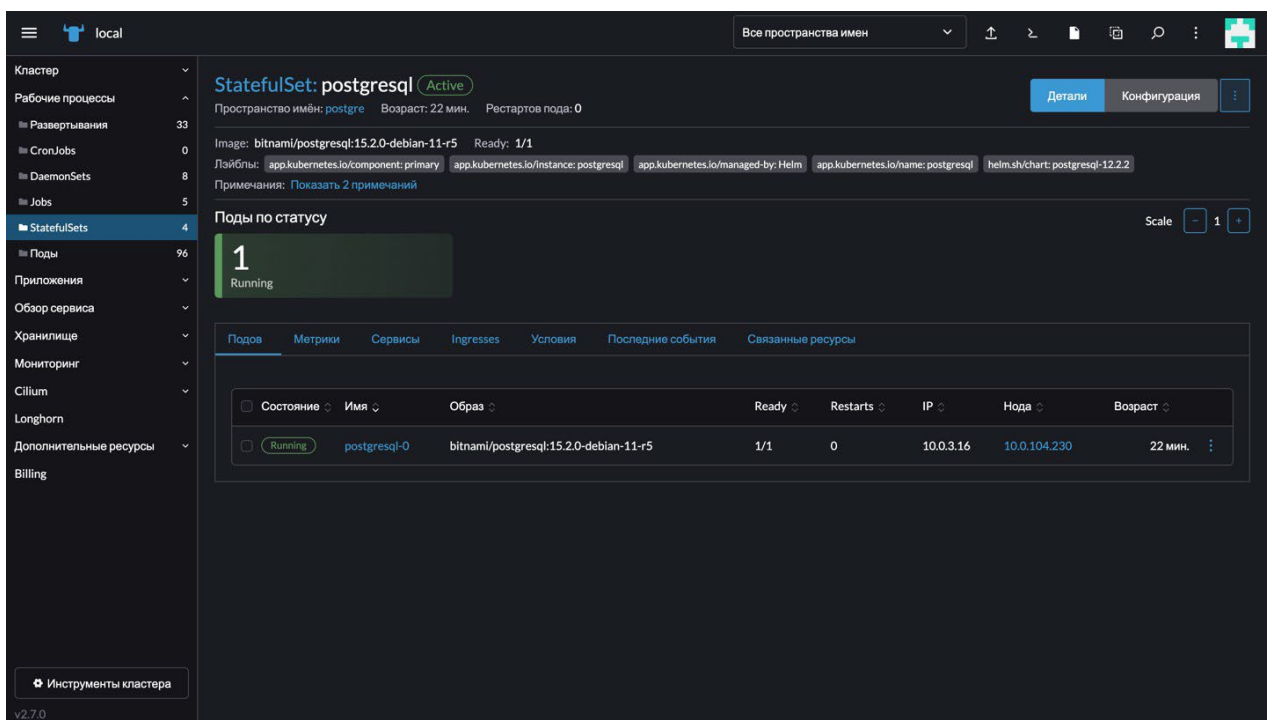 local
Все пространства имен
Кластер
Рабочие процессы
Развертывания 33
CronJobs 0
DaemonSets 8
Jobs 5
StatefulSets 4
Поды 96
Приложения
Обзор сервиса
Хранилище
Мониторинг
Cilium
Longhorn
Дополнительные ресурсы
Billing
Инструменты кластера
v2.7.0
StatefulSet: postgresql Active
Детали Конфигурация
Пространство имён: postgre Возраст: 22 мин. Рестартов пода: 0
Image: bitnami/postgresql:15.2.0-debian-11-r5 Ready: 1/1
Лэйблы: app.kubernetes.io/component: primary app.kubernetes.io/instance: postgresql app.kubernetes.io/managed-by: Helm app.kubernetes.io/name: postgresql helm.sh/chart: postgresql-12.2.2
Примечания: Показать 2 примечаний
Поды по статусу
Scale - 1 +
1
Running
Подов Метрики Сервисы Ingresses Условия Последние события Связанные ресурсы
Состояние Имя Образ Ready Restarts IP Нода Возраст
Running postgresql-0 bitnami/postgresql:15.2.0-debian-11-r5 1/1 0 10.0.3.16 10.0.104.230 22 мин.